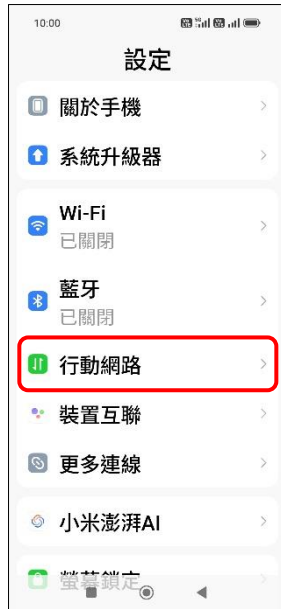 10:00
設定
關於手機
系統升級器
Wi-Fi
已關閉
藍牙
已關閉
行動網路
裝置互聯
更多連線
小米澎湃AI
螢幕鎖定